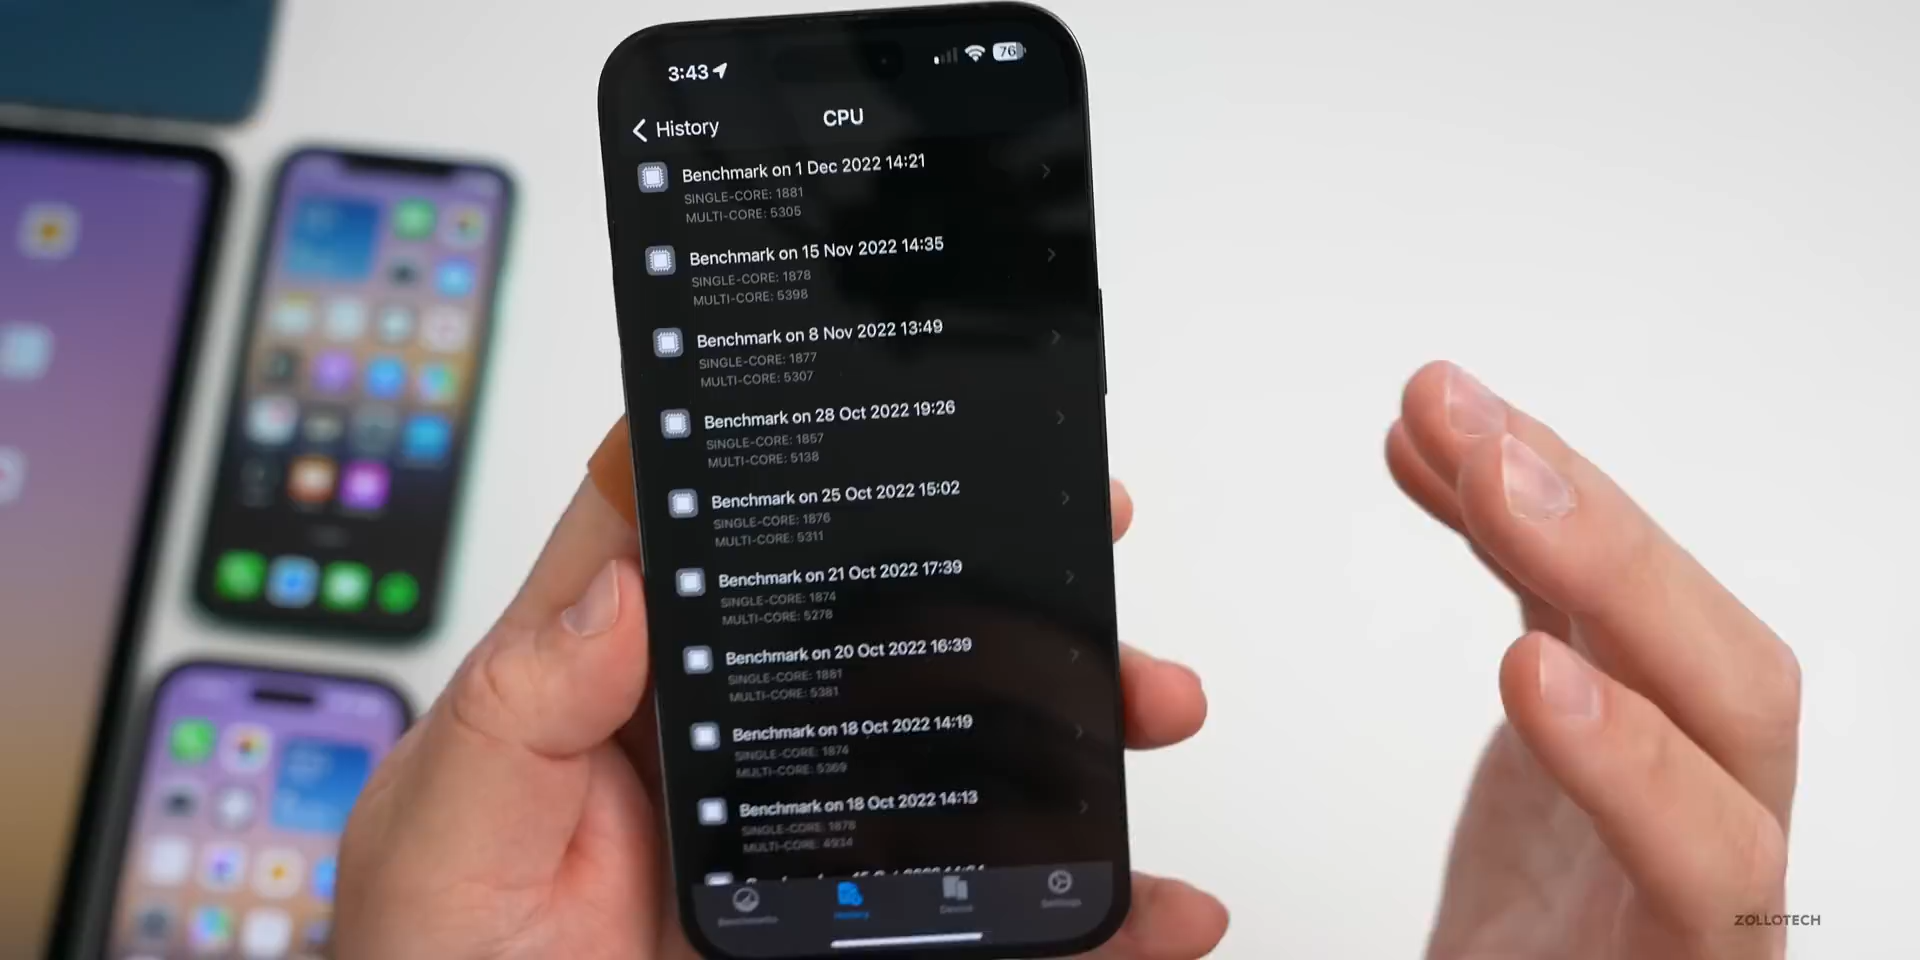 3:43
76
History
CPU
Benchmark on 1 Dec 2022 14:21
SINGLE-CORE: 1881
MULTI-CORE: 5305
Benchmark on 15 Nov 2022 14:35
SINGLE-CORE: 1878
MULTI-CORE: 5398
Benchmark on 8 Nov 2022 13:49
SINGLE-CORE: 1877
MULTI-CORE: 5307
Benchmark on 28 Oct 2022 19:26
SINGLE-CORE: 1857
MULTI-CORE: 5138
Benchmark on 25 Oct 2022 15:02
SINGLE-CORE: 1876
MULTI-CORE: 5311
Benchmark on 21 Oct 2022 17:39
SINGLE-CORE: 1874
MULTI-CORE: 5278
Benchmark on 20 Oct 2022 16:39
SINGLE-CORE: 1881
MULTI-CORE: 5381
Benchmark on 18 Oct 2022 14:19
SINGLE-CORE: 1874
MULTI-CORE: 5369
Benchmark on 18 Oct 2022 14:13
SINGLE-CORE: 1878
MULTI-CORE: 4934
History
Settings
ZOLLOTECH